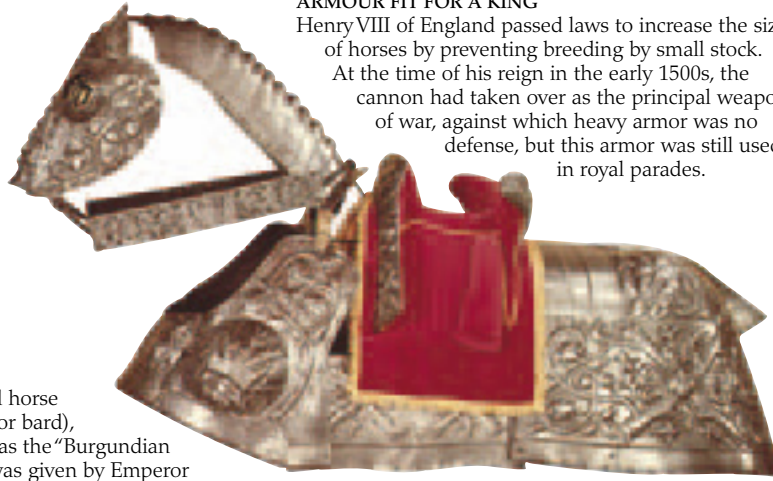 ARMOUR FIT FOR A KING
Henry VIII of England passed laws to increase the siz
of horses by preventing breeding by small stock.
At the time of his reign in the early 1500s, the
cannon had taken over as the principal weapo
of war, against which heavy armor was no
defense, but this armor was still used
in royal parades.
horse
or bard),
as the “Burgundian
was given by Emperor